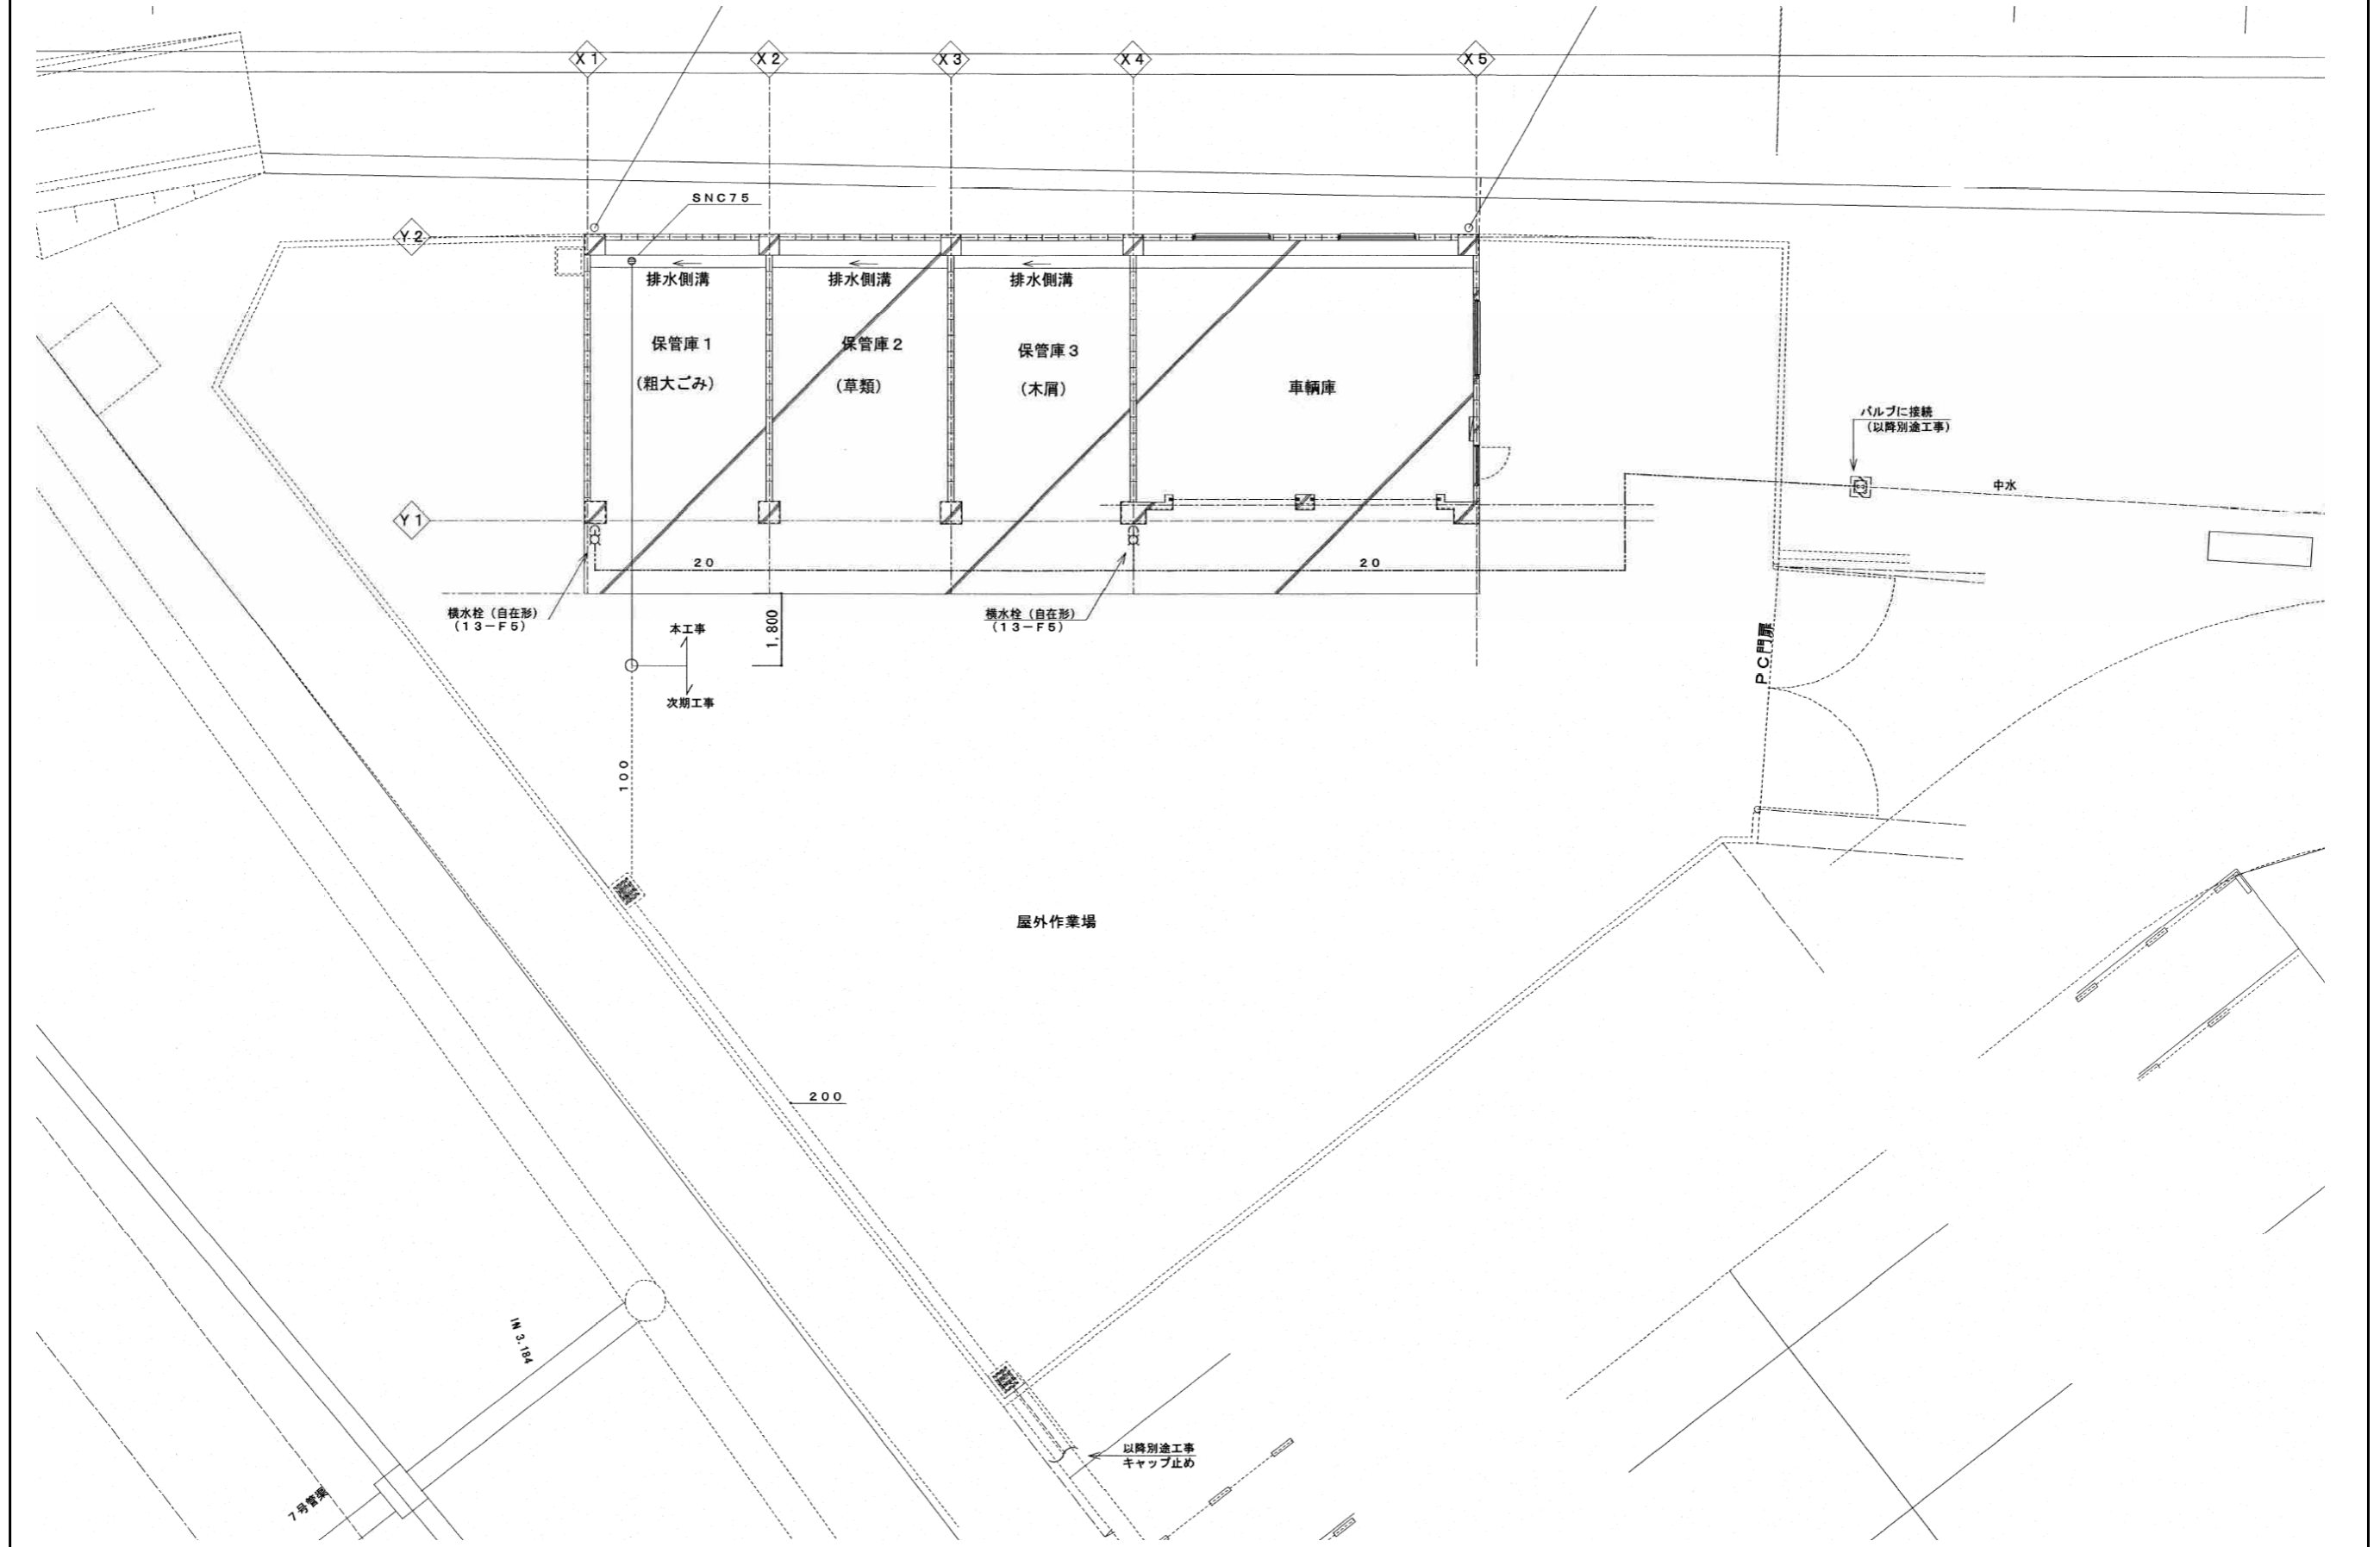 X1
X2
X3
X4
X5
SNC75
Y2
排水側溝
排水側溝
排水側溝
保管庫1
(粗大ごみ)
保管庫2
(草類)
保管庫3
(木屑)
車輌庫
バルブに接続
(以降別途工事)
中水
Y1
20
20
横水栓(自在形)
(13-F5)
横水栓(自在形)
(13-F5)
本工事
次期工事
1,800
PC門扉
100
屋外作業場
200
IN 3.184
以降別途工事
キャップ止め
7号管渠